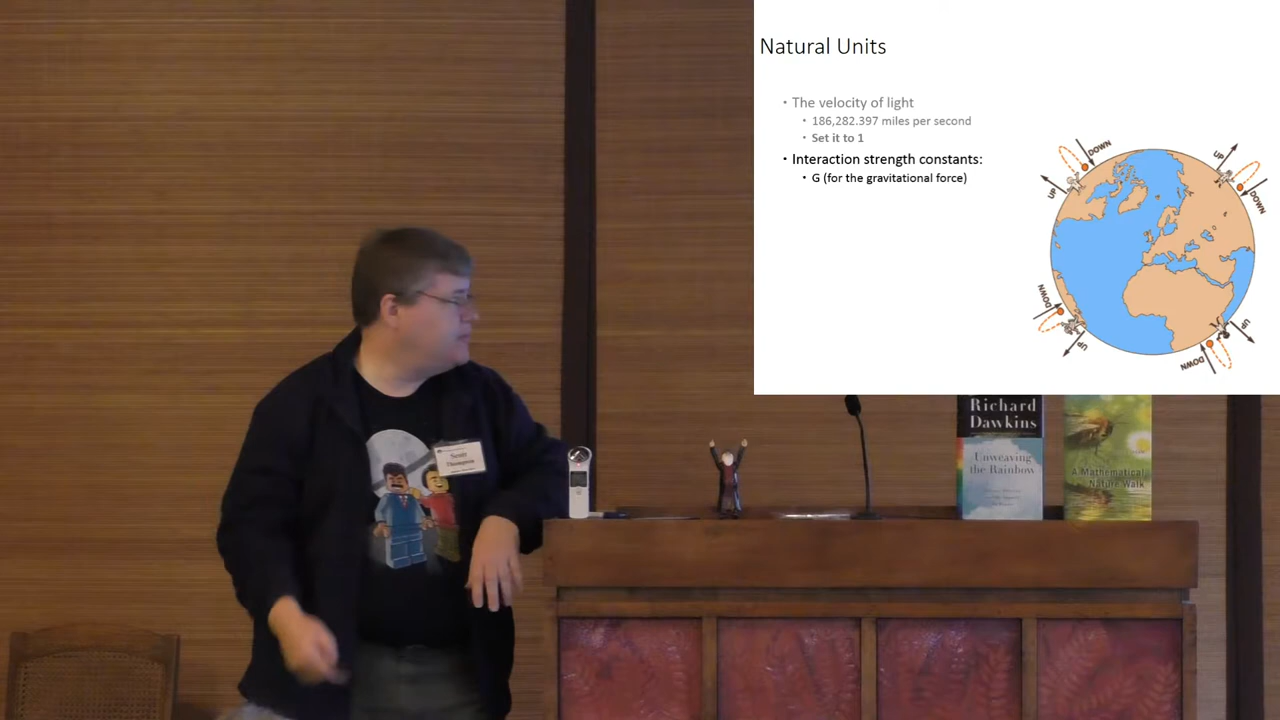 Natural Units
• The velocity of light
• 186,282.397 miles per second
• Set it to 1
• Interaction strength constants:
• G (for the gravitational force)
DOWN
UP
UP
DOWN
DOWN
UP
UP
DOWN
Scott
Thompson
Richard
Dawkins
Unweaving
the Rainbow
A Mathematical
Nature Walk